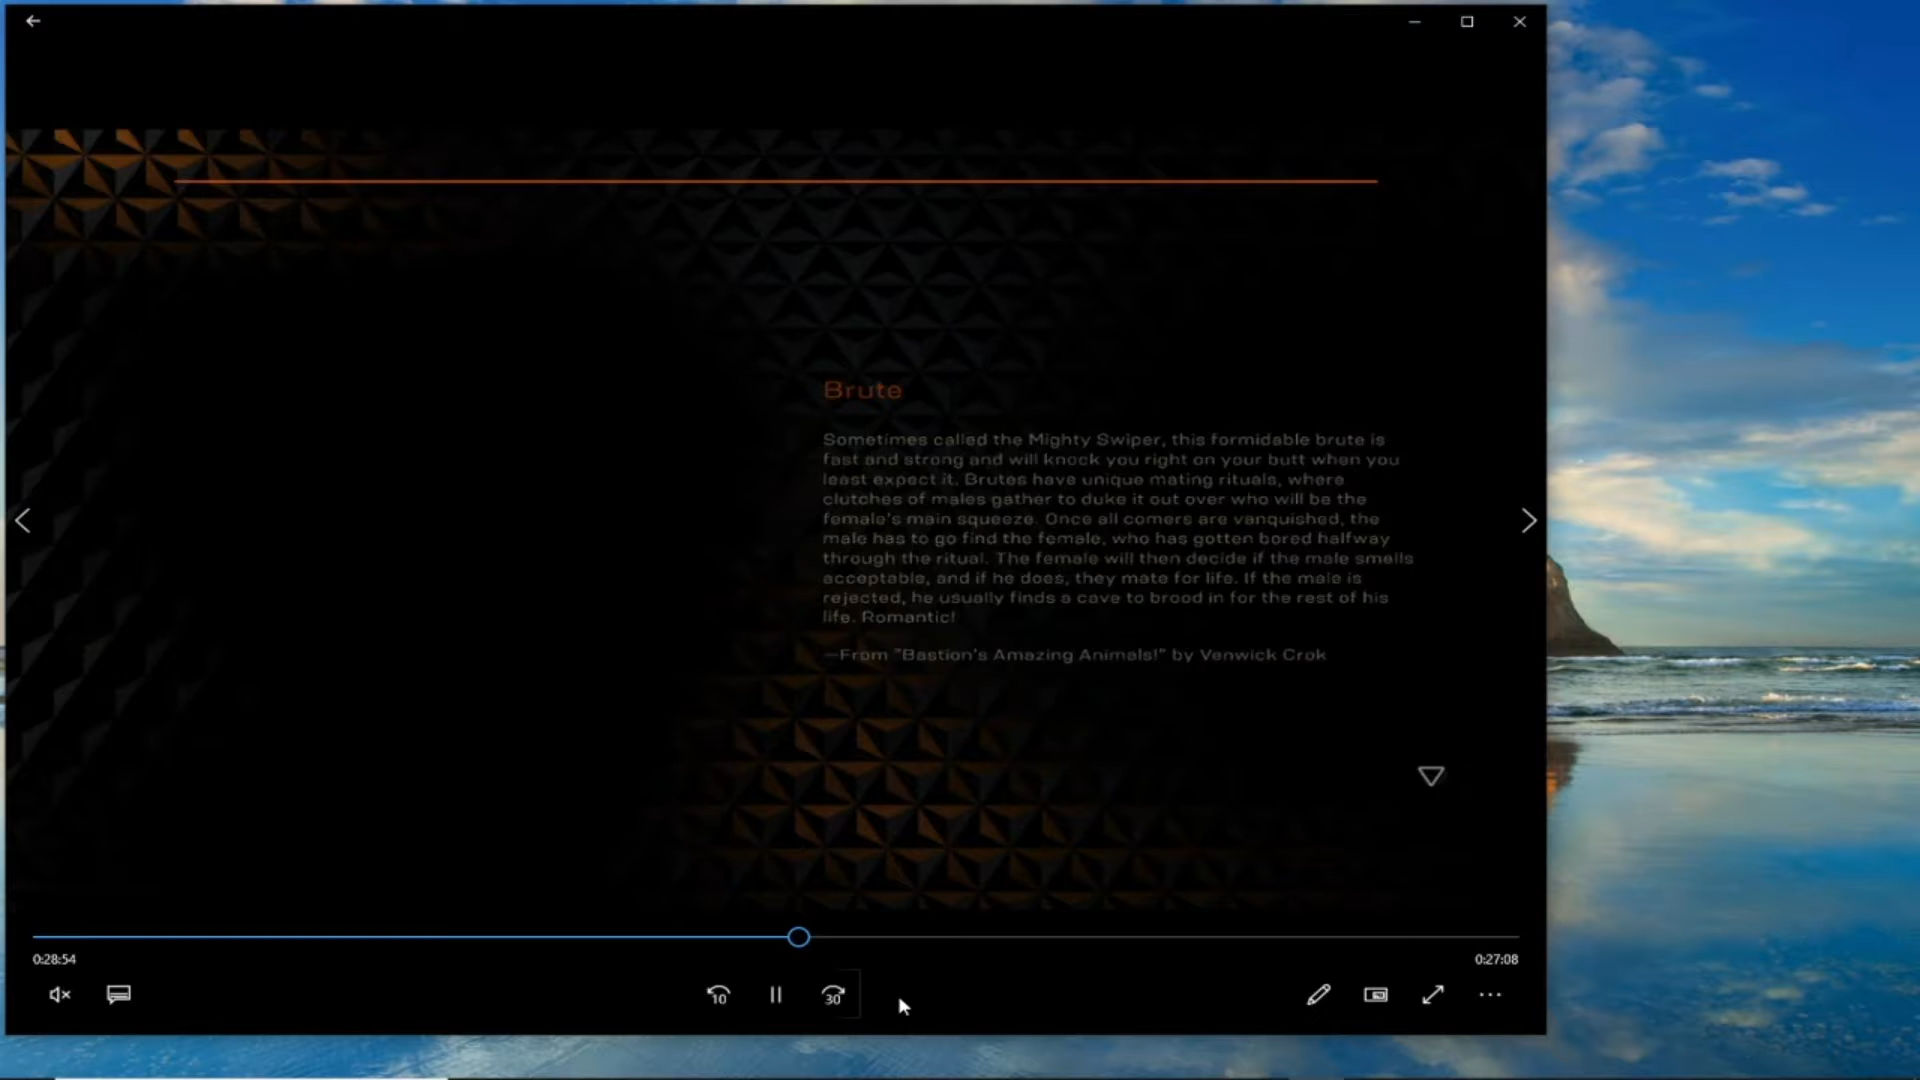 Brute
Sometimes called the Mighty Swiper, this formidable brute is
fast and strong and will knock you right on your butt when you
least expect it. Brutes have unique mating rituals, where
clutches of males gather to duke it out over who will be the
female's main squeeze. Once all comers are vanquished, the
male has to go find the female, who has gotten bored halfway
through the ritual. The female will then decide if the male smells
acceptable, and if he does, they mate for life. If the male is
rejected, he usually finds a cave to brood in for the rest of his
life. Romantic!
—From "Bastion's Amazing Animals!" by Venwick Crok
0:28:54
0:27:08
10
30